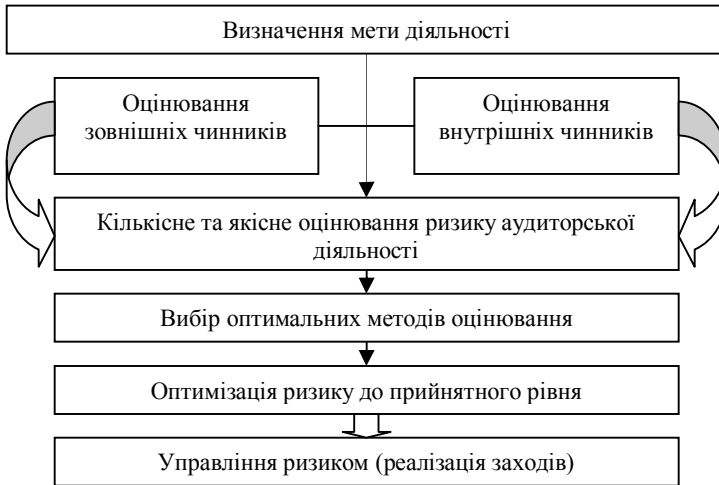 Визначення мети діяльності
Оцінювання
зовнішніх чинників
Оцінювання
внутрішніх чинників
Кількісне та якісне оцінювання ризику аудиторської
діяльності
Вибір оптимальних методів оцінювання
Оптимізація ризику до прийнятного рівня
Управління ризиком (реалізація заходів)